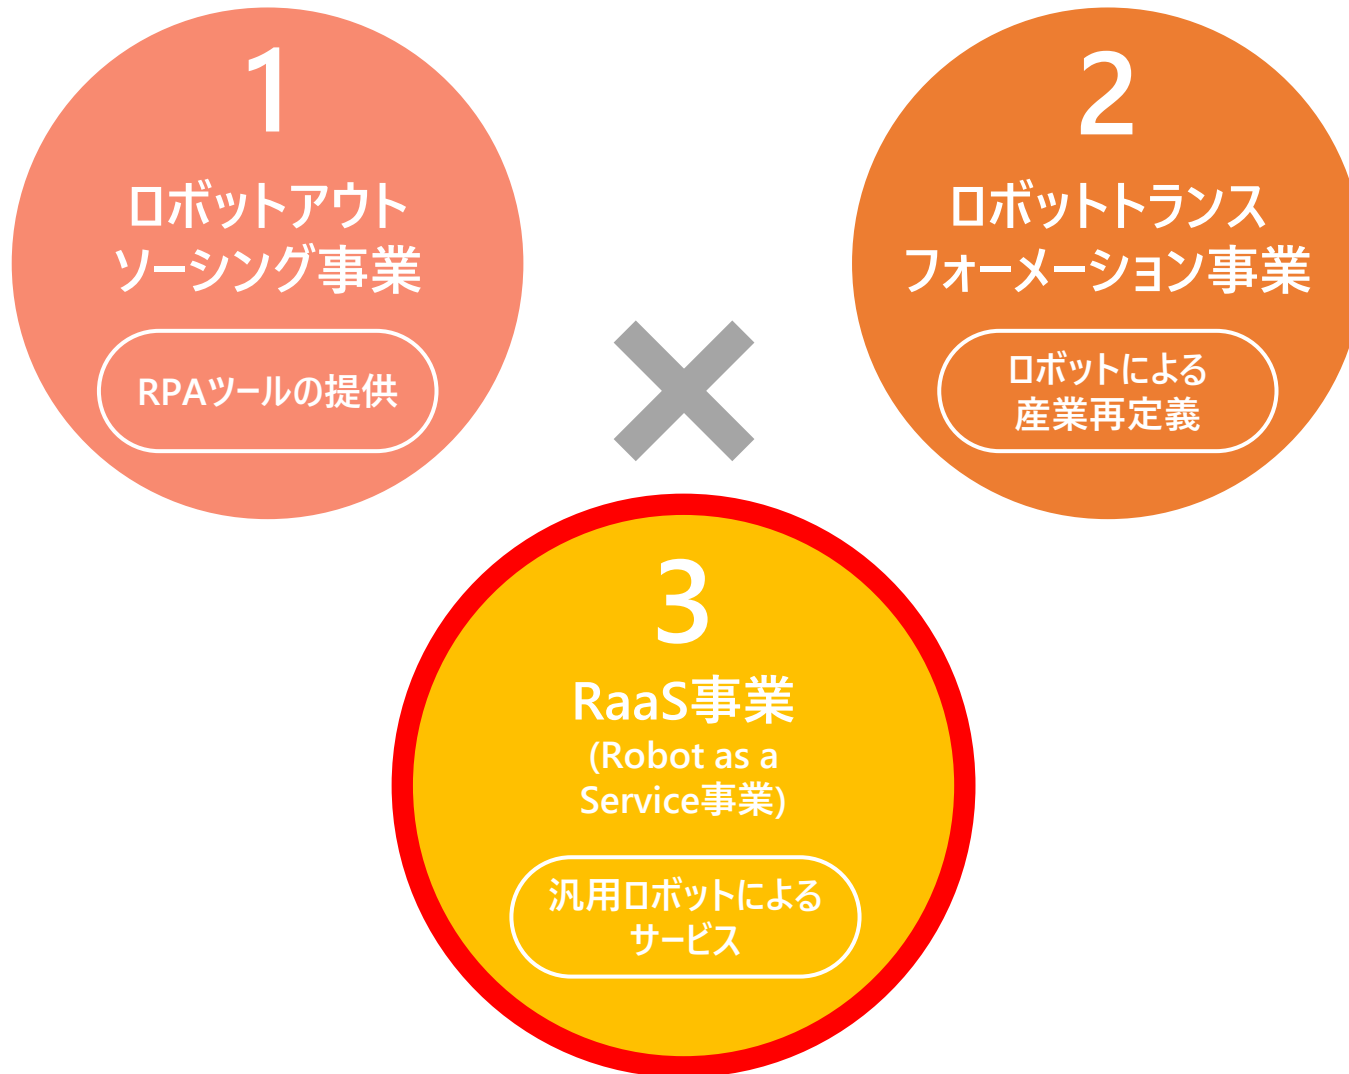 1
ロボットアウト
ソーシング事業
RPAツールの提供
2
ロボットトランス
フォーメーション事業
ロボットによる
産業再定義
3
RaaS事業
(Robot as a
Service事業)
汎用ロボットによる
サービス